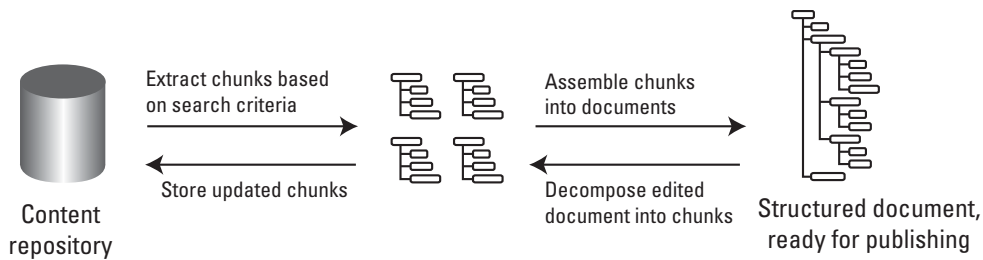 Extract chunks based
on search criteria
Store updated chunks
Content
repository
Assemble chunks
into documents
Decompose edited
document into chunks
Structured document,
ready for publishing